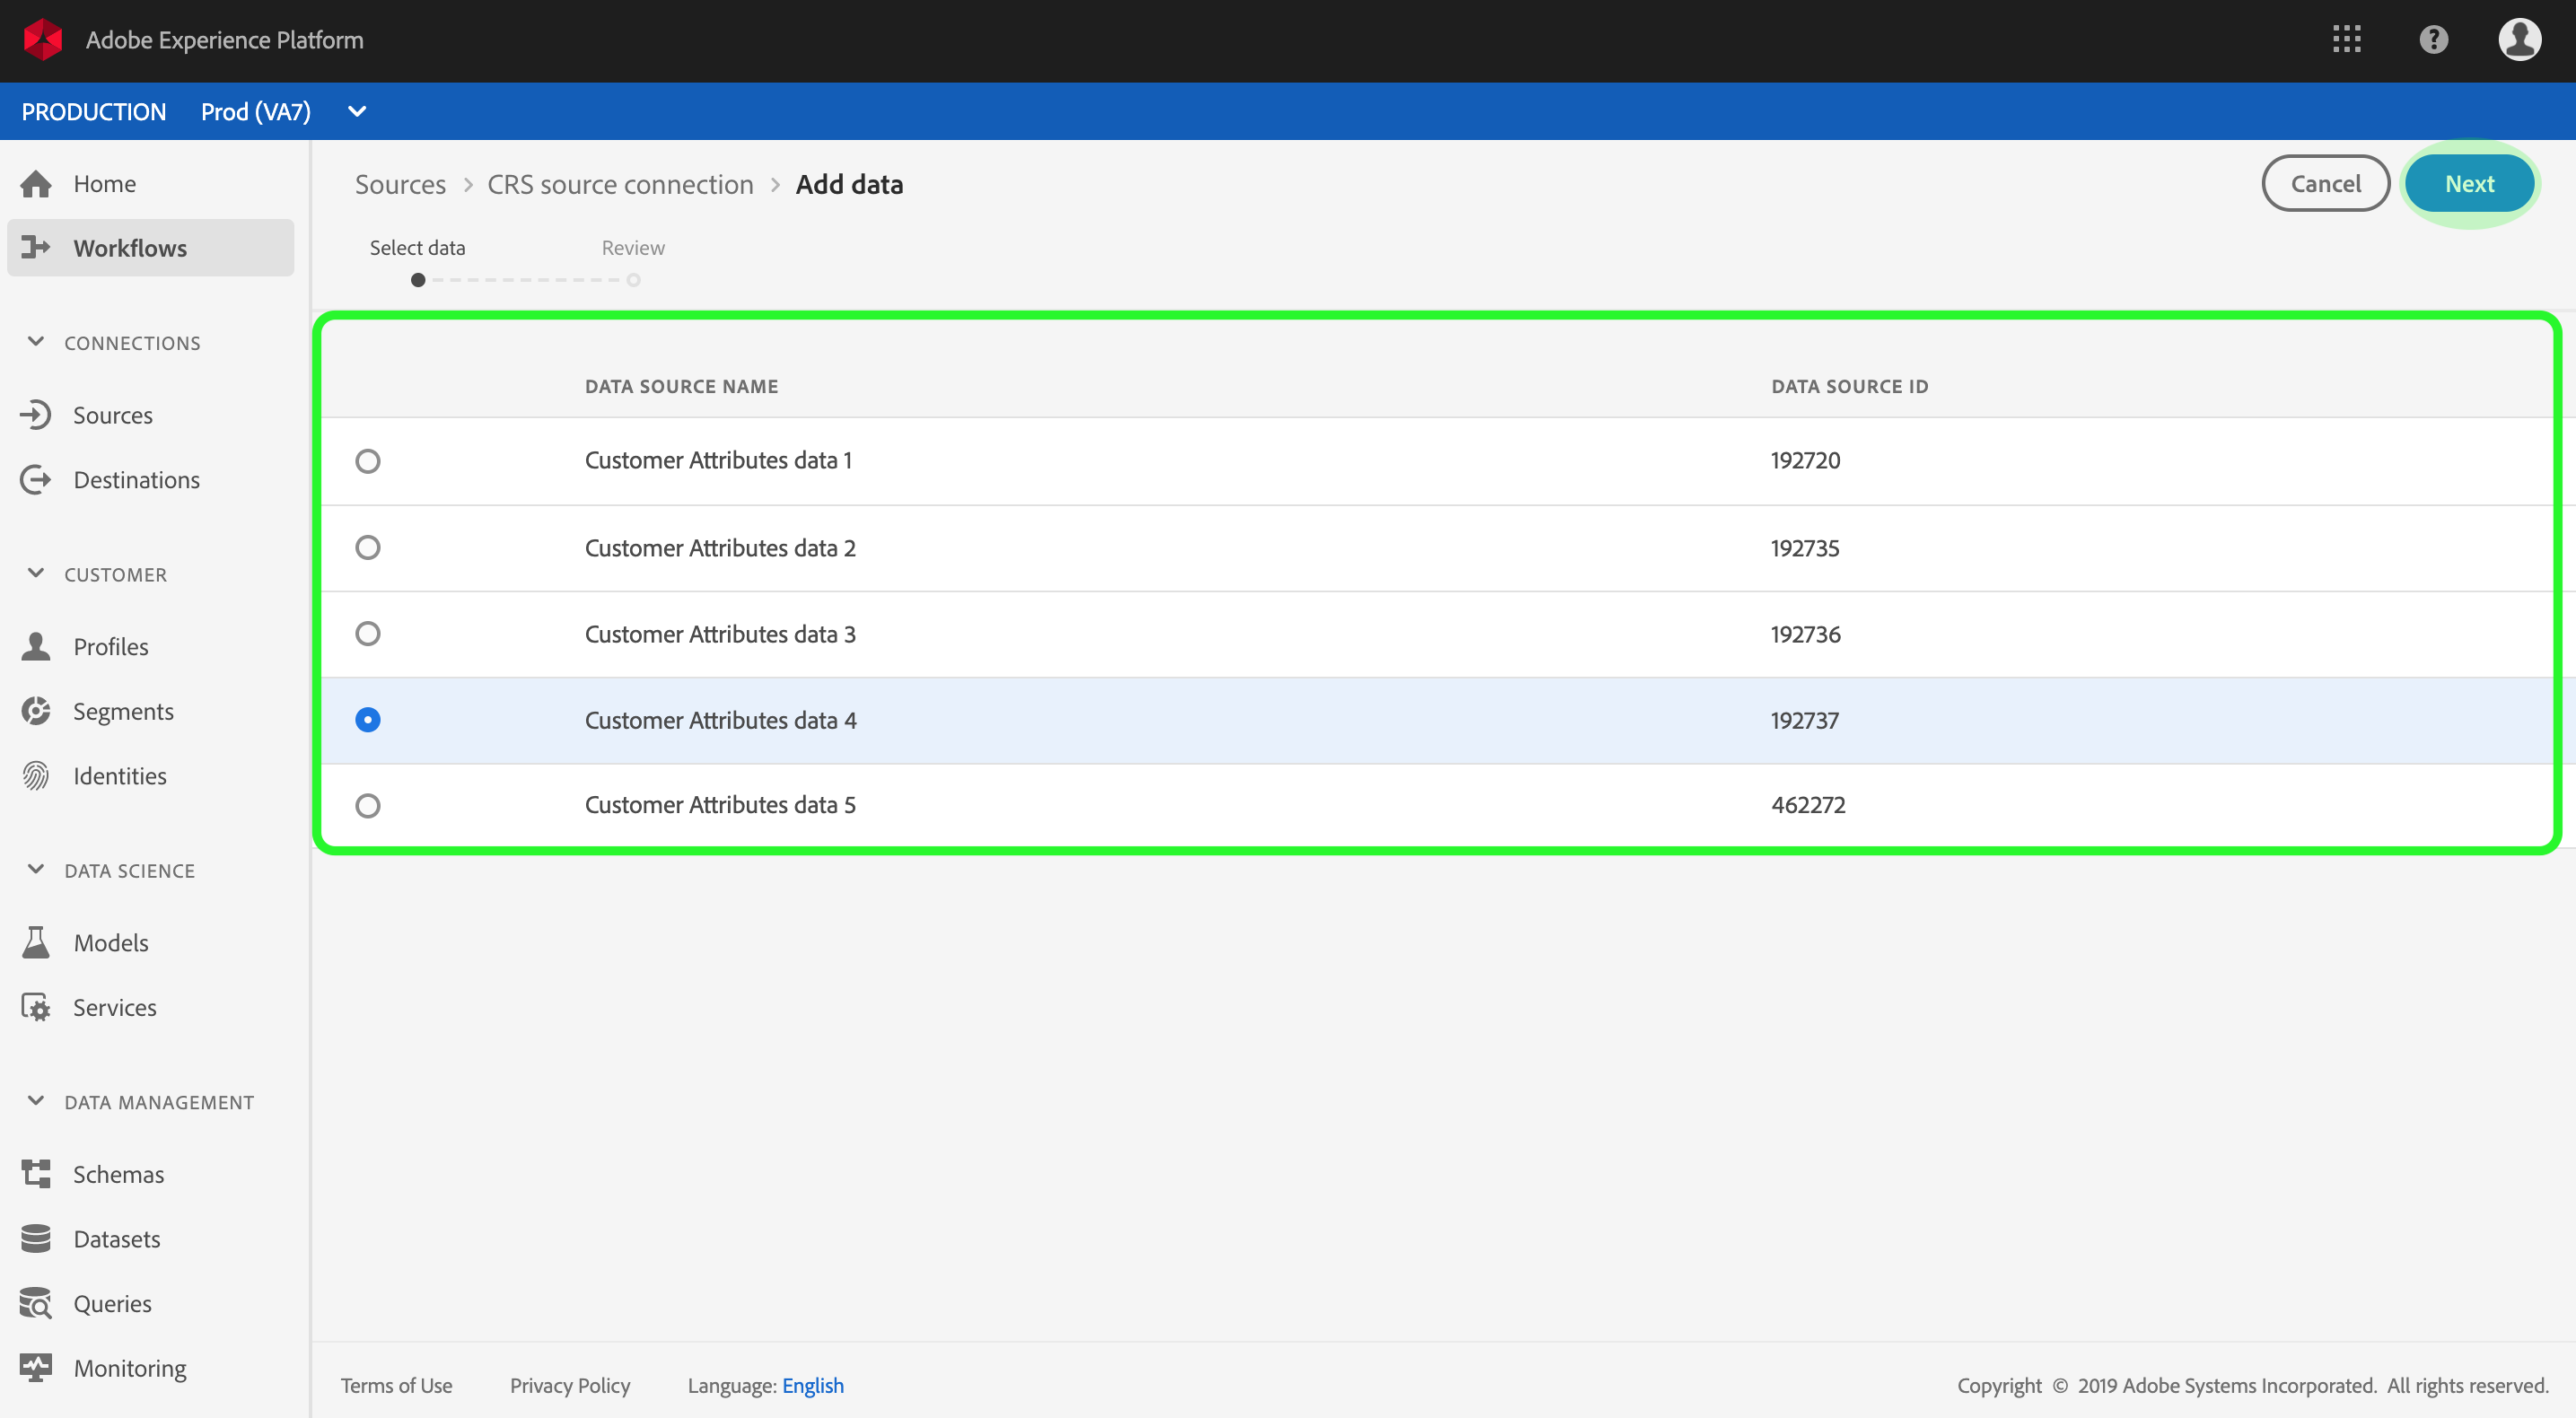 Adobe Experience Platform
?
PRODUCTION Prod (VA7)
Home
Workflows
CONNECTIONS
Sources
Destinations
CUSTOMER
Profiles
Segments
Identities
DATA SCIENCE
Models
Services
DATA MANAGEMENT
Schemas
Datasets
Queries
Monitoring
Sources > CRS source connection > Add data
Cancel Next
Select data Review
DATA SOURCE NAME DATA SOURCE ID
Customer Attributes data 1 192720
Customer Attributes data 2 192735
Customer Attributes data 3 192736
Customer Attributes data 4 192737
Customer Attributes data 5 462272
Terms of Use Privacy Policy Language: English Copyright © 2019 Adobe Systems Incorporated. All rights reserved.